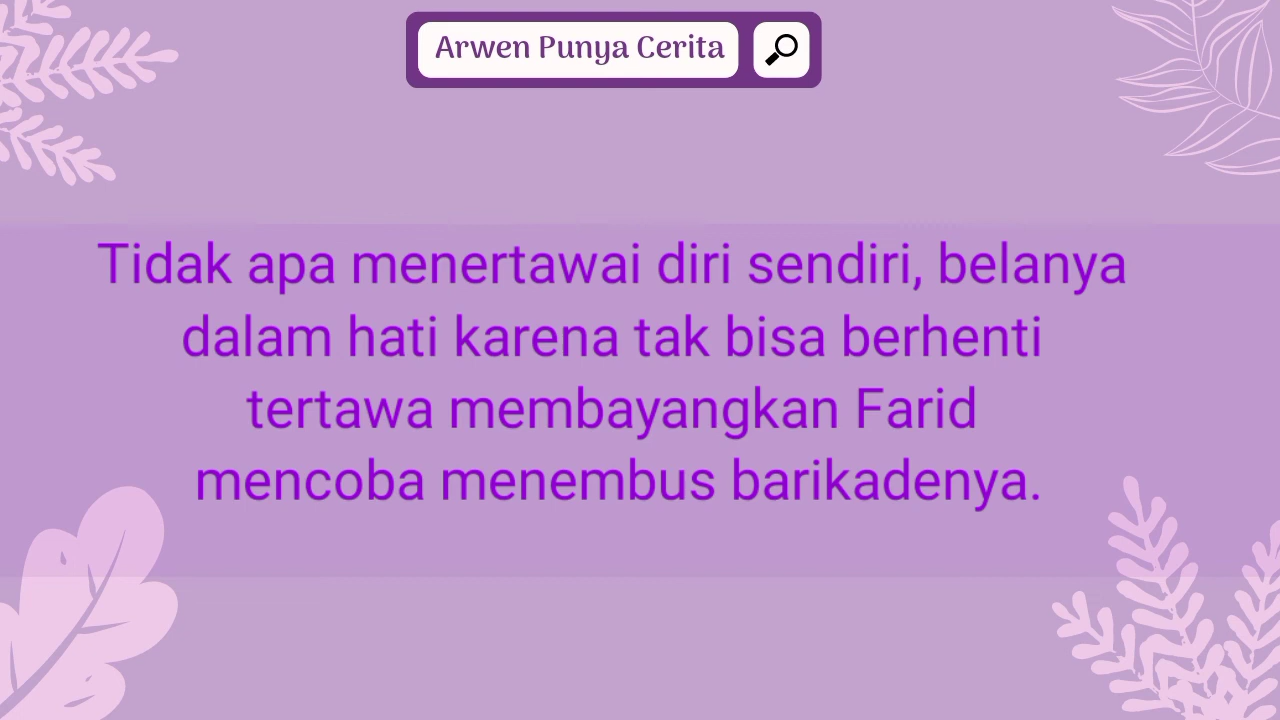 Arwen Punya Cerita
Tidak apa menertawai diri sendiri, belanya
dalam hati karena tak bisa berhenti
tertawa membayangkan Farid
mencoba menembus barikadenya.